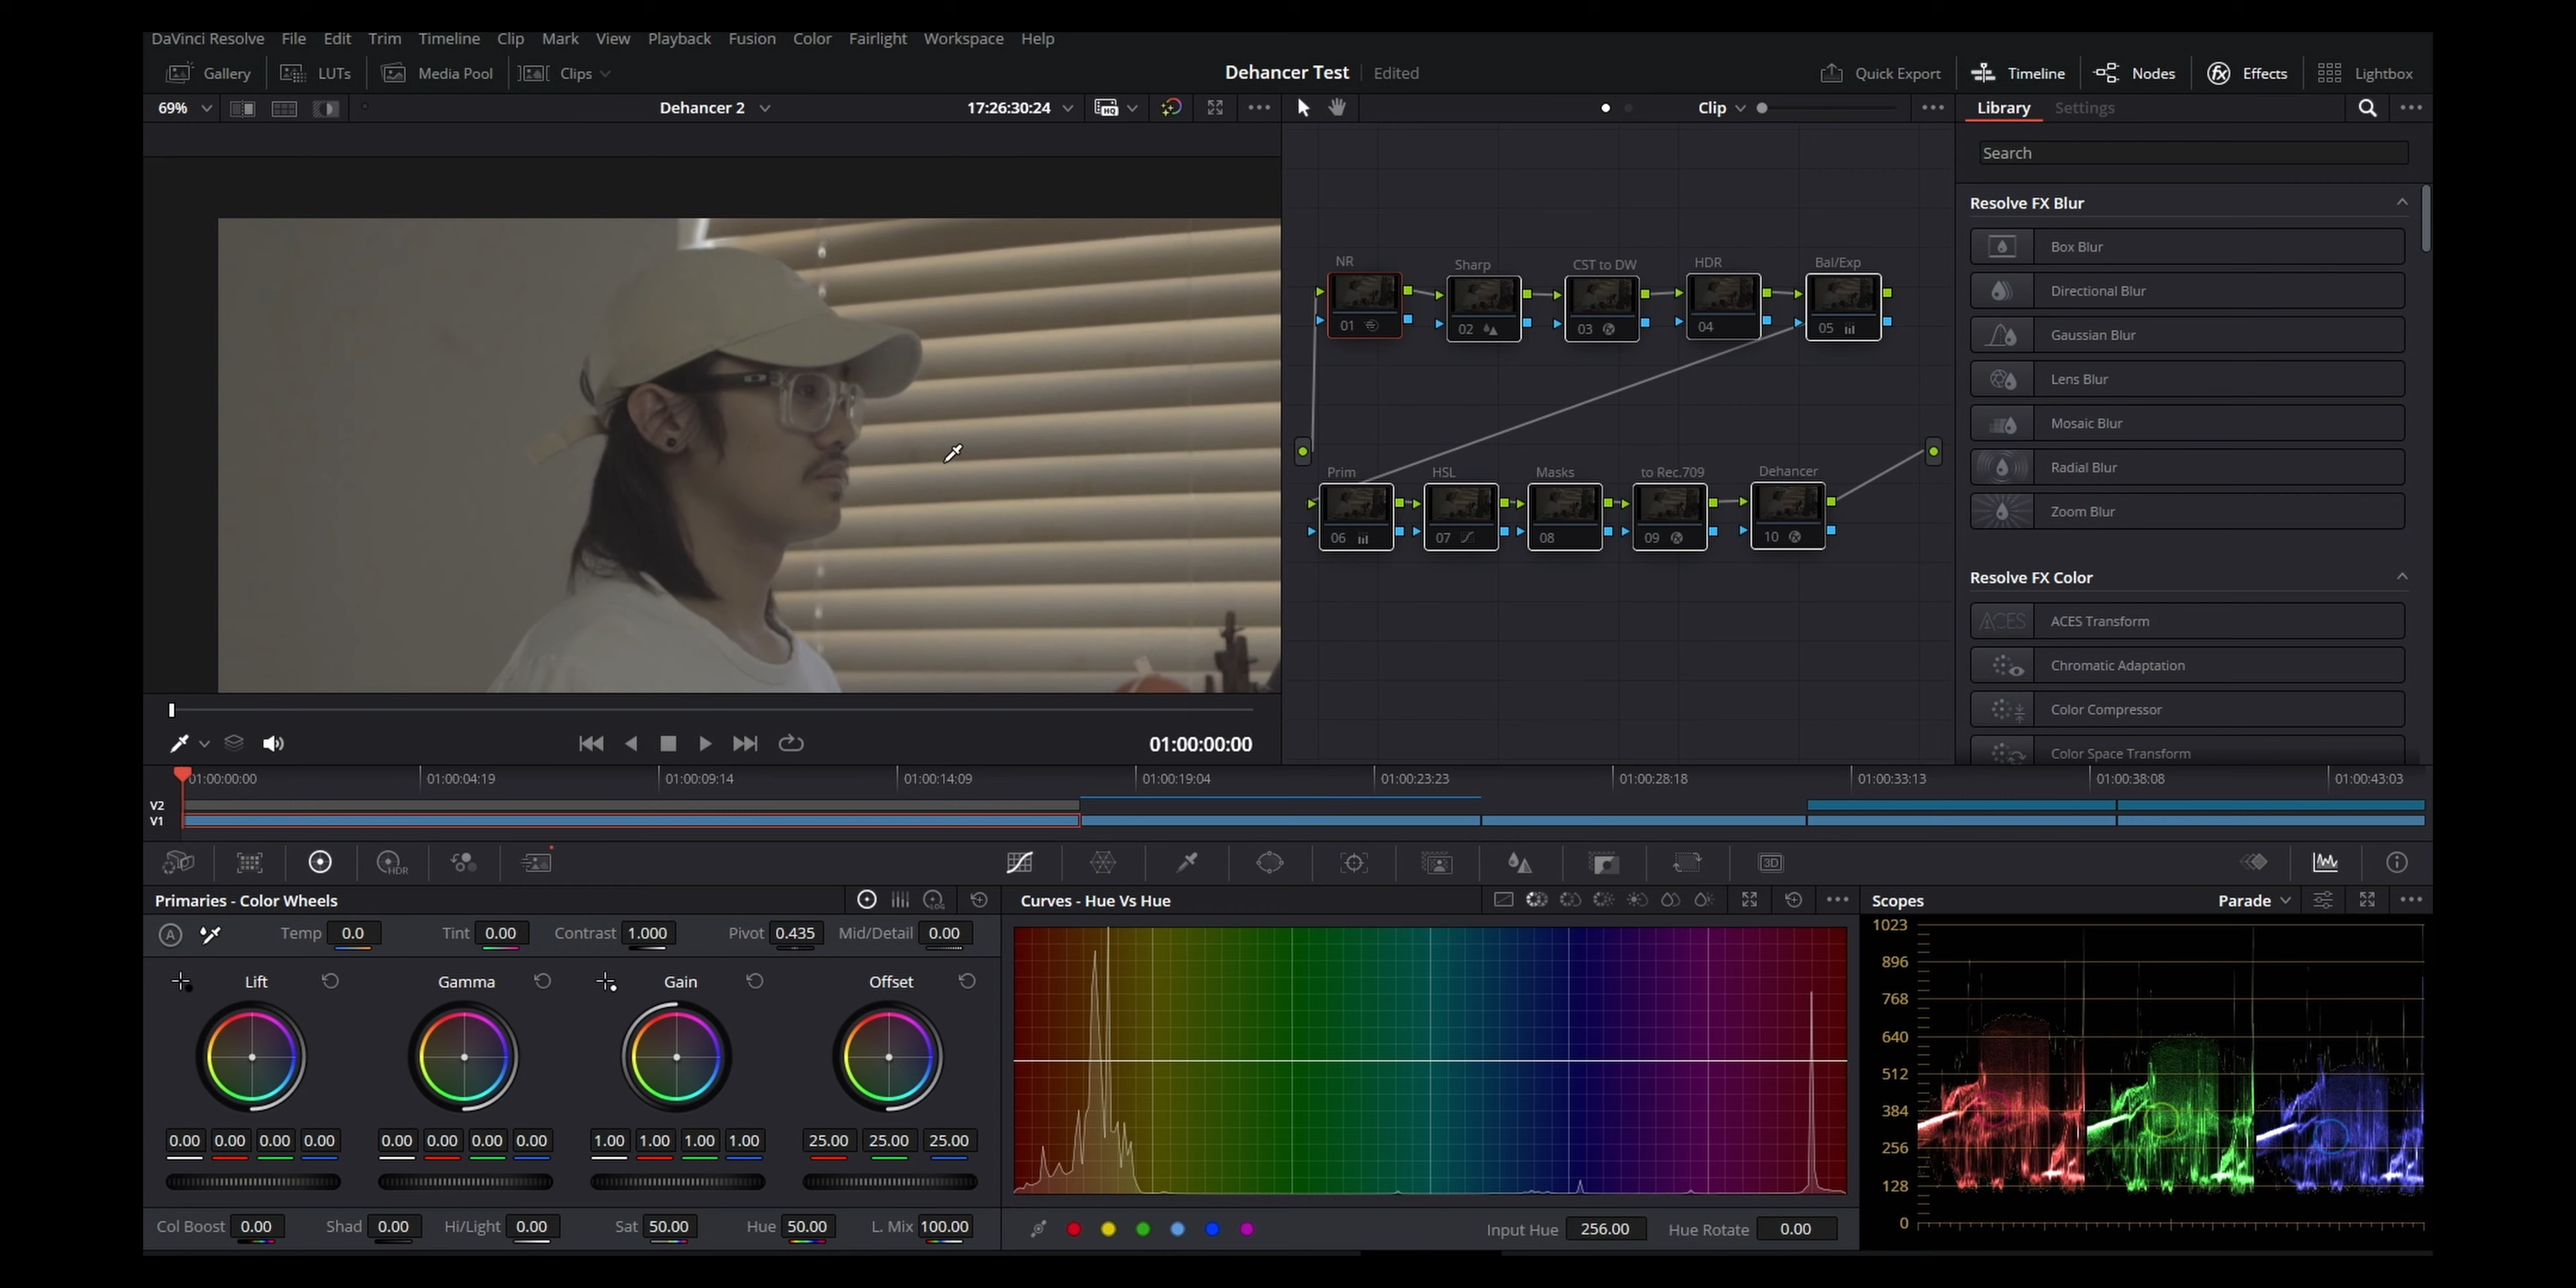 DaVinci Resolve File Edit Trim Timeline Clip Mark View Playback Fusion Color Fairlight Workspace Help
Gallery LUTs Media Pool Clips Dehancer Test Edited Quick Export Timeline Nodes Effects Lightbox
69% Dehancer 2 17:26:30:24 Clip Library Settings
Search
Resolve FX Blur
Box Blur
Directional Blur
Gaussian Blur
Lens Blur
Mosaic Blur
Radial Blur
Zoom Blur
Resolve FX Color
ACES ACES Transform
Chromatic Adaptation
Color Compressor
Color Space Transform
NR Sharp CST to DW HDR Bal/Exp
01 02 03 04 05
Prim HSL Masks to Rec.709 Dehancer
06 07 08 09 10
01:00:00:00
01:00:00:00 01:00:04:19 01:00:09:14 01:00:14:09 01:00:19:04 01:00:23:23 01:00:28:18 01:00:33:13 01:00:38:08 01:00:43:03
V2
V1
HDR 3D
Primaries - Color Wheels LOG
A Temp 0.0 Tint 0.00 Contrast 1.000 Pivot 0.435 Mid/Detail 0.00
Lift Gamma Gain Offset
0.00 0.00 0.00 0.00 0.00 0.00 0.00 0.00 1.00 1.00 1.00 1.00 25.00 25.00 25.00
Col Boost 0.00 Shad 0.00 Hi/Light 0.00 Sat 50.00 Hue 50.00 L. Mix 100.00
Curves - Hue Vs Hue
Input Hue 256.00 Hue Rotate 0.00
Scopes Parade
1023
896
768
640
512
384
256
128
0